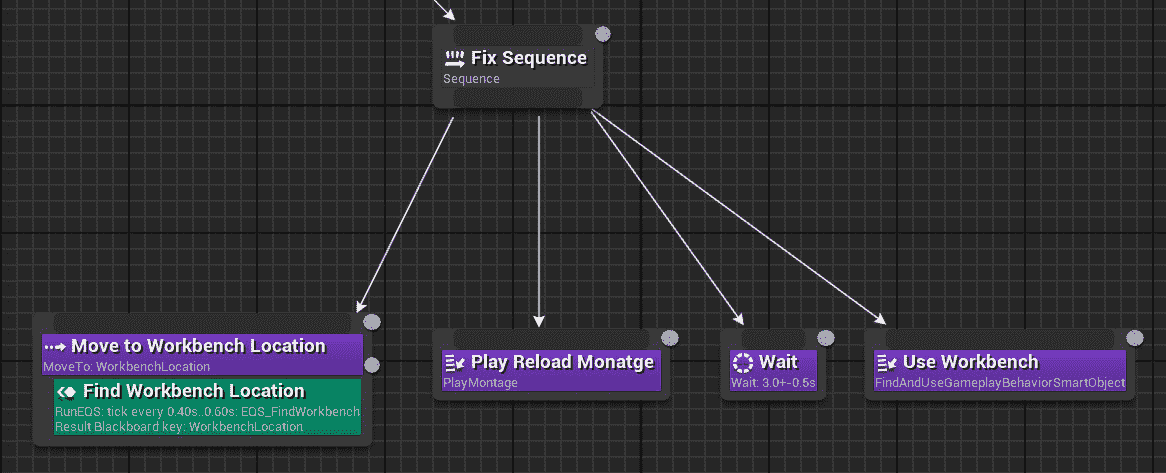 Fix Sequence
Sequence
Move to Workbench Location
MoveTo: WorkbenchLocation
Find Workbench Location
RunEQS: tick every 0.40s..0.60s: EQS_FindWorkbench
Result Blackboard key: WorkbenchLocation
Play Reload Monatge
PlayMontage
Wait
Wait: 3.0+-0.5s
Use Workbench
FindAndUseGameplayBehaviorSmartObject